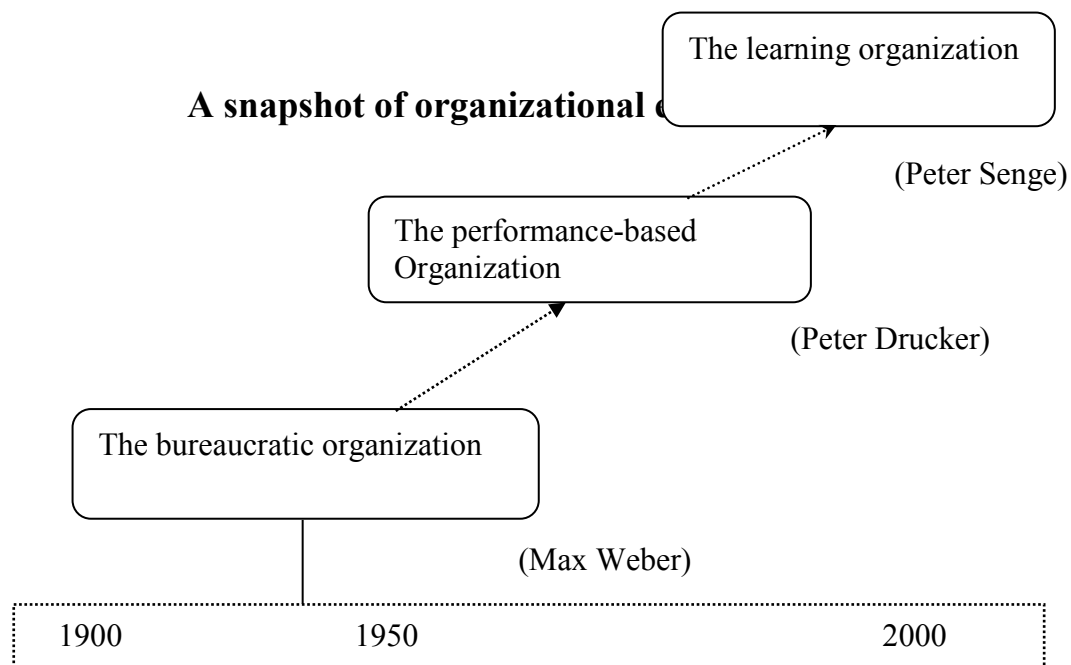 The learning organization
A snapshot of organizational
(Peter Senge)
The performance-based
Organization
(Peter Drucker)
The bureaucratic organization
(Max Weber)
1900 1950 2000